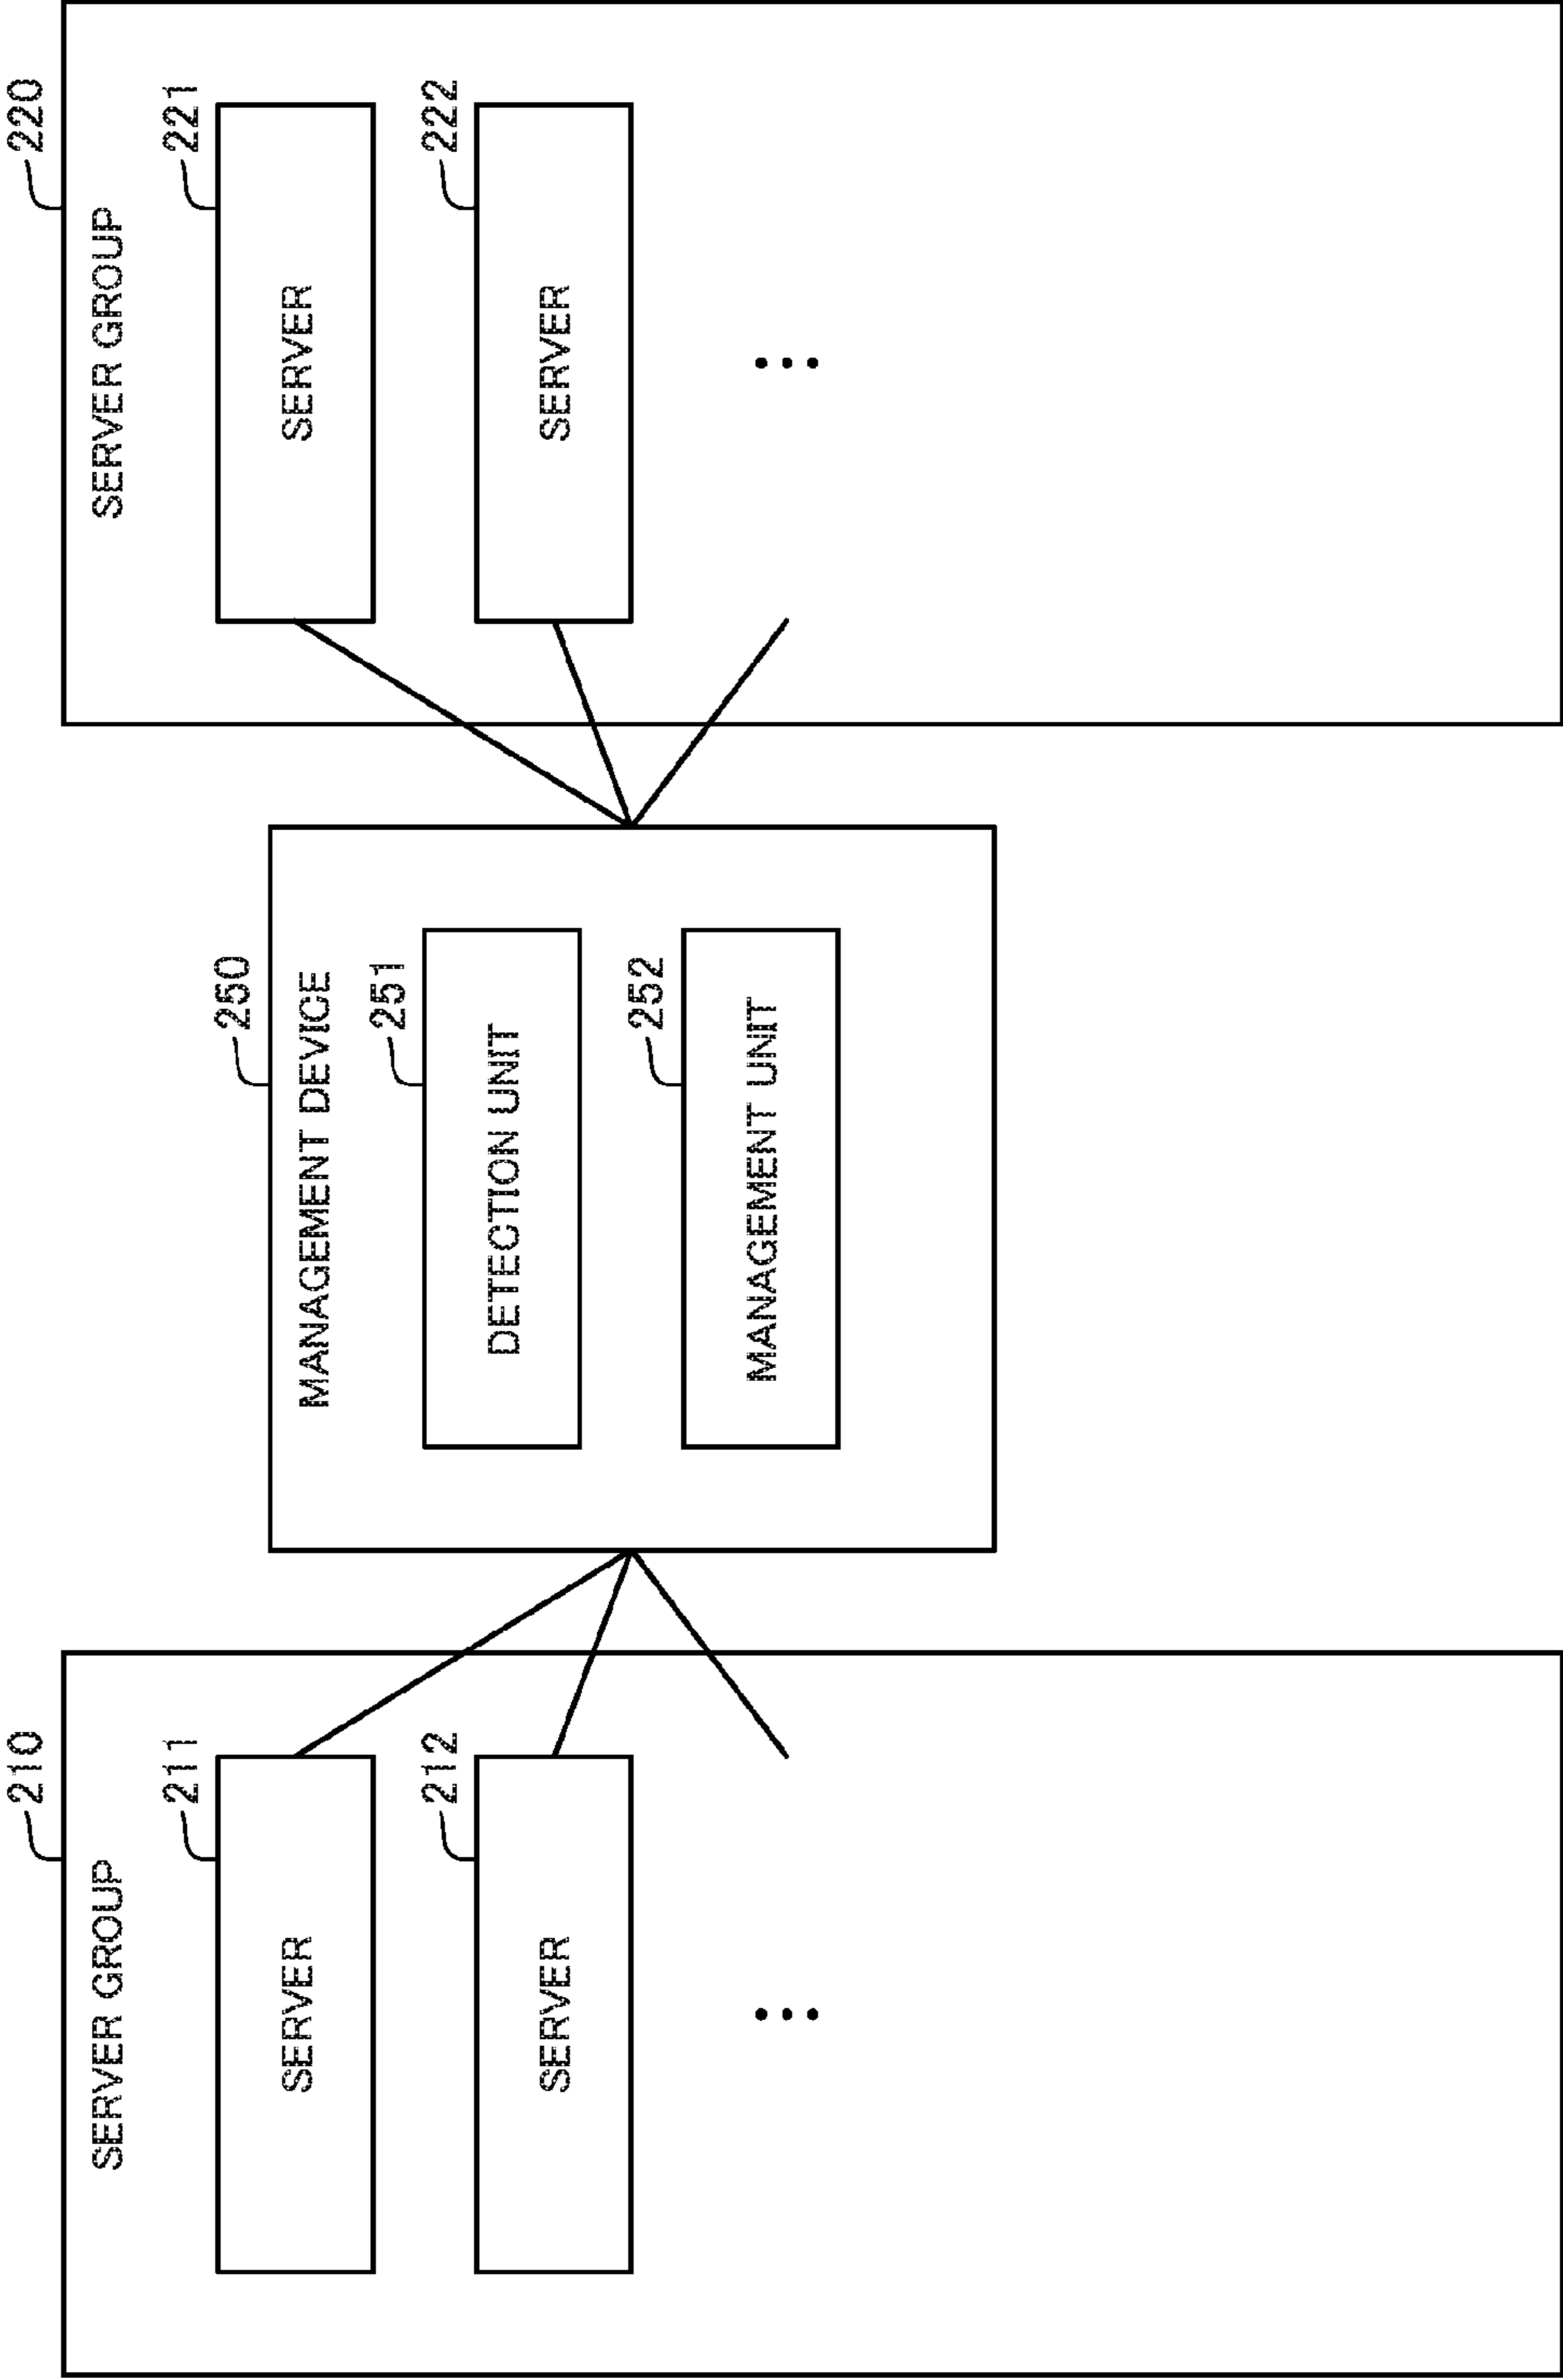 210
SERVER GROUP
211
SERVER
212
SERVER
...
250
MANAGEMENT DEVICE
251
DETECTION UNIT
252
MANAGEMENT UNIT
220
SERVER GROUP
221
SERVER
222
SERVER
...